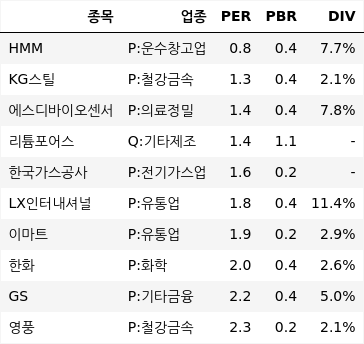 종목 업종 PER PBR DIV
HMM P:운수창고업 0.8 0.4 7.7%
KG스틸 P:철강금속 1.3 0.4 2.1%
에스디바이오센서 P:의료정밀 1.4 0.4 7.8%
리튬포어스 Q:기타제조 1.4 1.1 -
한국가스공사 P:전기가스업 1.6 0.2 -
LX인터내셔널 P:유통업 1.8 0.4 11.4%
이마트 P:유통업 1.9 0.2 2.9%
한화 P:화학 2.0 0.4 2.6%
GS P:기타금융 2.2 0.4 5.0%
영풍 P:철강금속 2.3 0.2 2.1%